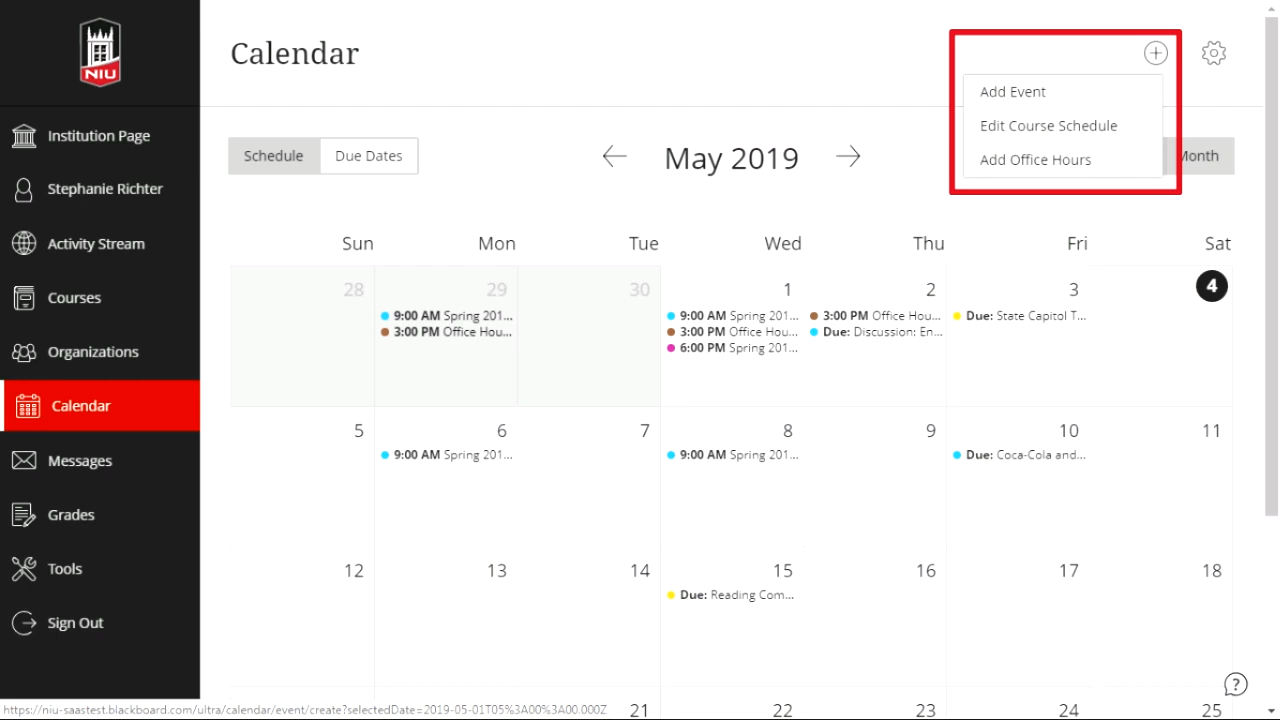 NIU
Institution Page
Stephanie Richter
Activity Stream
Courses
Organizations
Calendar
Messages
Grades
Tools
Sign Out
Calendar
Add Event
Edit Course Schedule
Add Office Hours
Schedule
Due Dates
May 2019
Month
Sun Mon Tue Wed Thu Fri Sat
28 29 30 1 2 3 4
9:00 AM Spring 201...
3:00 PM Office Hou...
9:00 AM Spring 201...
3:00 PM Office Hou...
6:00 PM Spring 201...
3:00 PM Office Hou...
Due: Discussion: En...
Due: State Capitol T...
5 6 7 8 9 10 11
9:00 AM Spring 201...
9:00 AM Spring 201...
Due: Coca-Cola and...
12 13 14 15 16 17 18
Due: Reading Com...
?
21 22 23 24 25
https://niu-saastest.blackboard.com/ultra/calendar/event/create?selectedDate=2019-05-01T05%3A00%3A00.000Z